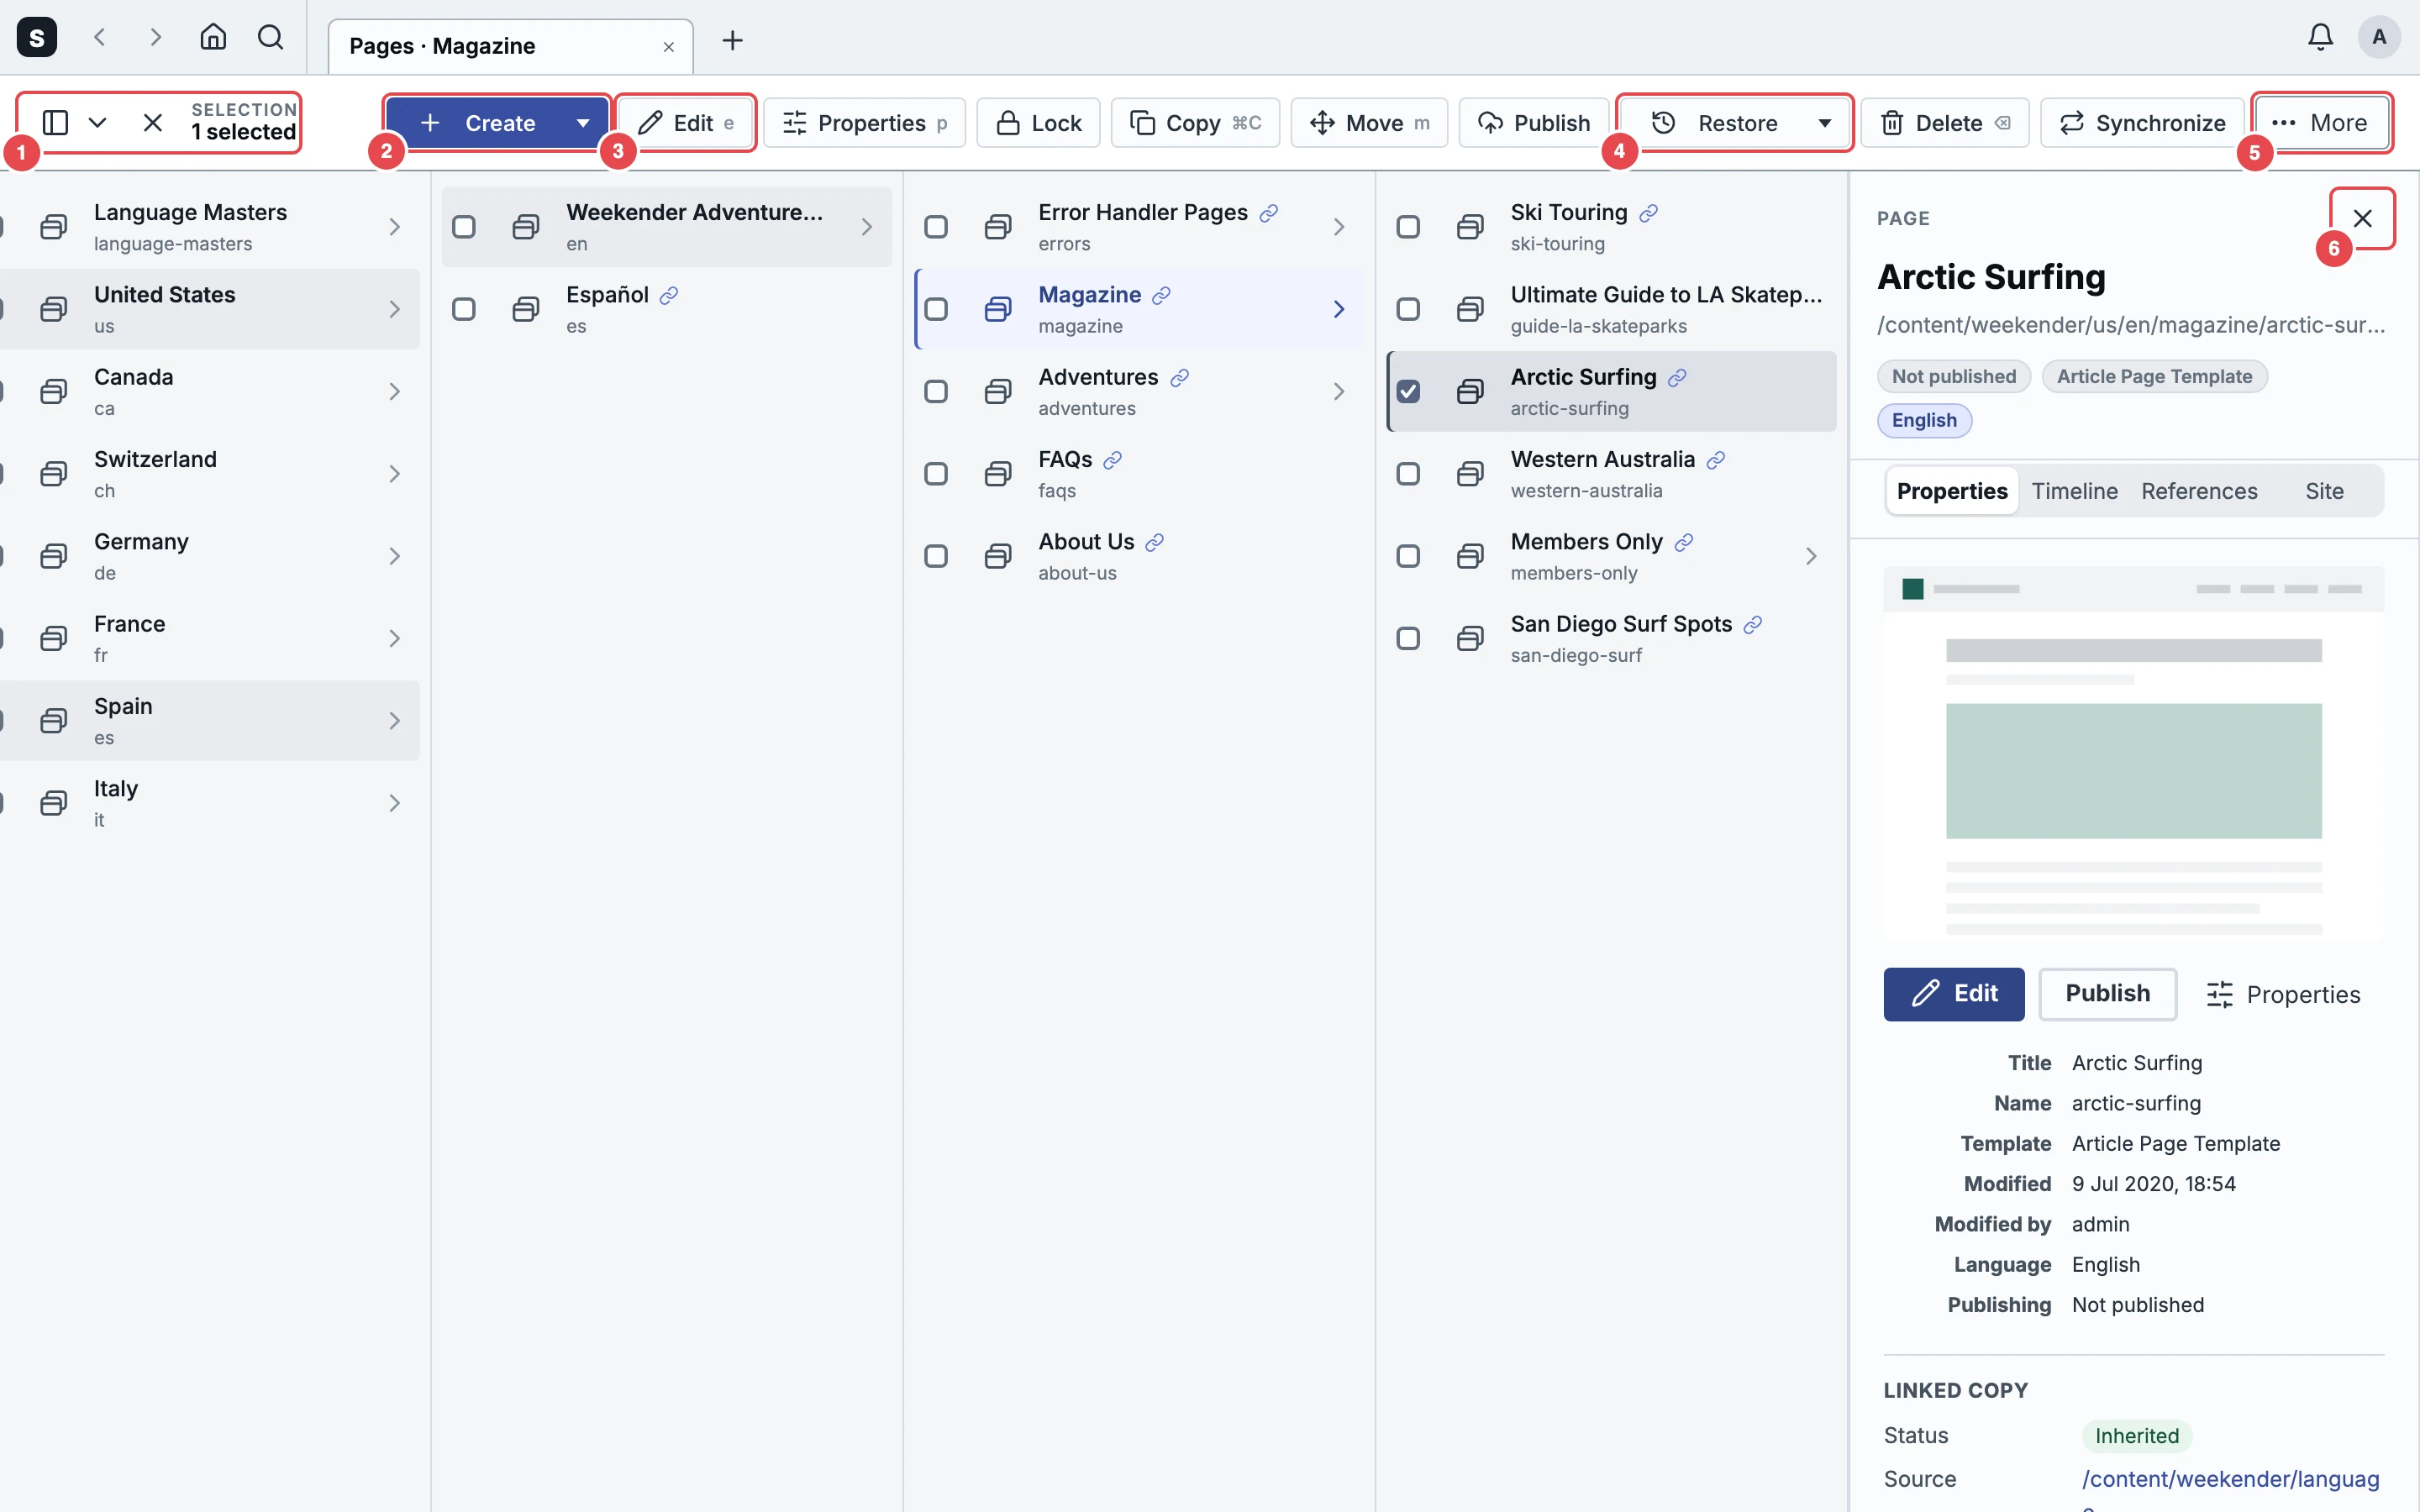 S
Pages · Magazine
A
SELECTION
1 selected
Create
Edit e
Properties p
Lock
Copy ⌘C
Move m
Publish
Restore
Delete ⌫
Synchronize
More
1
2
3
4
5
6
Language Masters
language-masters
United States
us
Canada
ca
Switzerland
ch
Germany
de
France
fr
Spain
es
Italy
it
Weekender Adventure...
en
Español
es
Error Handler Pages
errors
Magazine
magazine
Adventures
adventures
FAQs
faqs
About Us
about-us
Ski Touring
ski-touring
Ultimate Guide to LA Skatep...
guide-la-skateparks
Arctic Surfing
arctic-surfing
Western Australia
western-australia
Members Only
members-only
San Diego Surf Spots
san-diego-surf
PAGE
Arctic Surfing
/content/weekender/us/en/magazine/arctic-sur...
Not published
Article Page Template
English
Properties
Timeline
References
Site
Edit
Publish
Properties
Title Arctic Surfing
Name arctic-surfing
Template Article Page Template
Modified 9 Jul 2020, 18:54
Modified by admin
Language English
Publishing Not published
LINKED COPY
Status Inherited
Source /content/weekender/languag